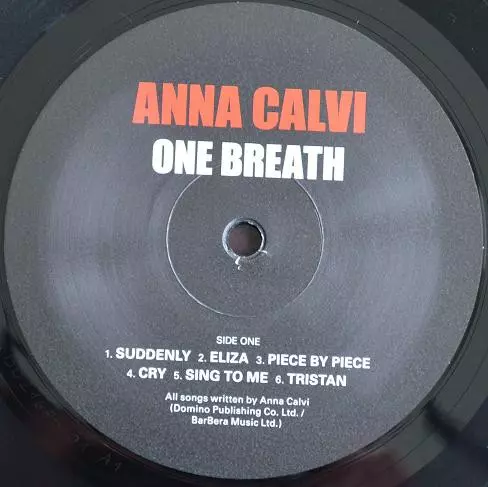 ANNA CALVI
ONE BREATH
SIDE ONE
1. SUDDENLY 2. ELIZA 3. PIECE BY PIECE
4. CRY 5. SING TO ME 6. TRISTAN
All songs written by Anna Calvi
(Domino Publishing Co. Ltd. /
BarBera Music Ltd.)